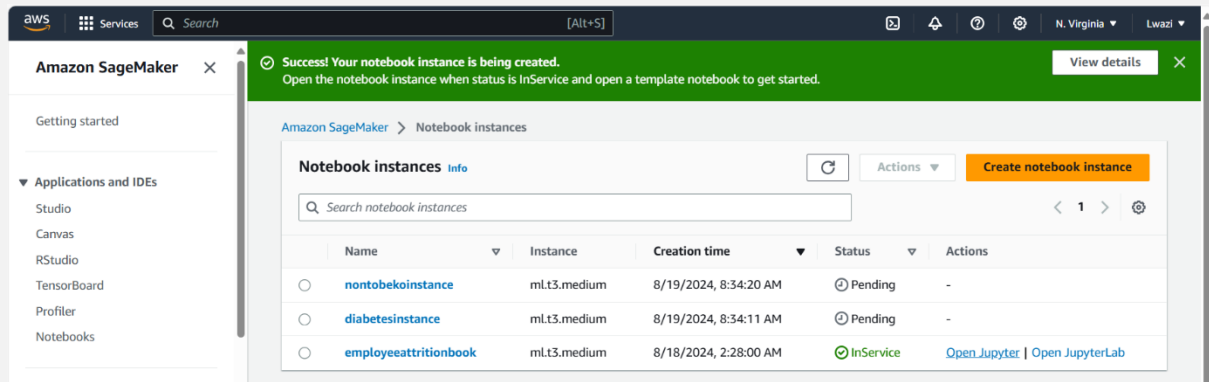 aws Services Search [Alt+S] N. Virginia Lwazi
Amazon SageMaker
Getting started
Applications and IDEs
Studio
Canvas
RStudio
TensorBoard
Profiler
Notebooks
Success! Your notebook instance is being created.
Open the notebook instance when status is InService and open a template notebook to get started.
View details
Amazon SageMaker > Notebook instances
Notebook instances Info
Actions
Create notebook instance
Search notebook instances
1
Name Instance Creation time Status Actions
nontobekoinstance ml.t3.medium 8/19/2024, 8:34:20 AM Pending -
diabetesinstance ml.t3.medium 8/19/2024, 8:34:11 AM Pending -
employeeattritionbook ml.t3.medium 8/18/2024, 2:28:00 AM InService Open Jupyter | Open JupyterLab